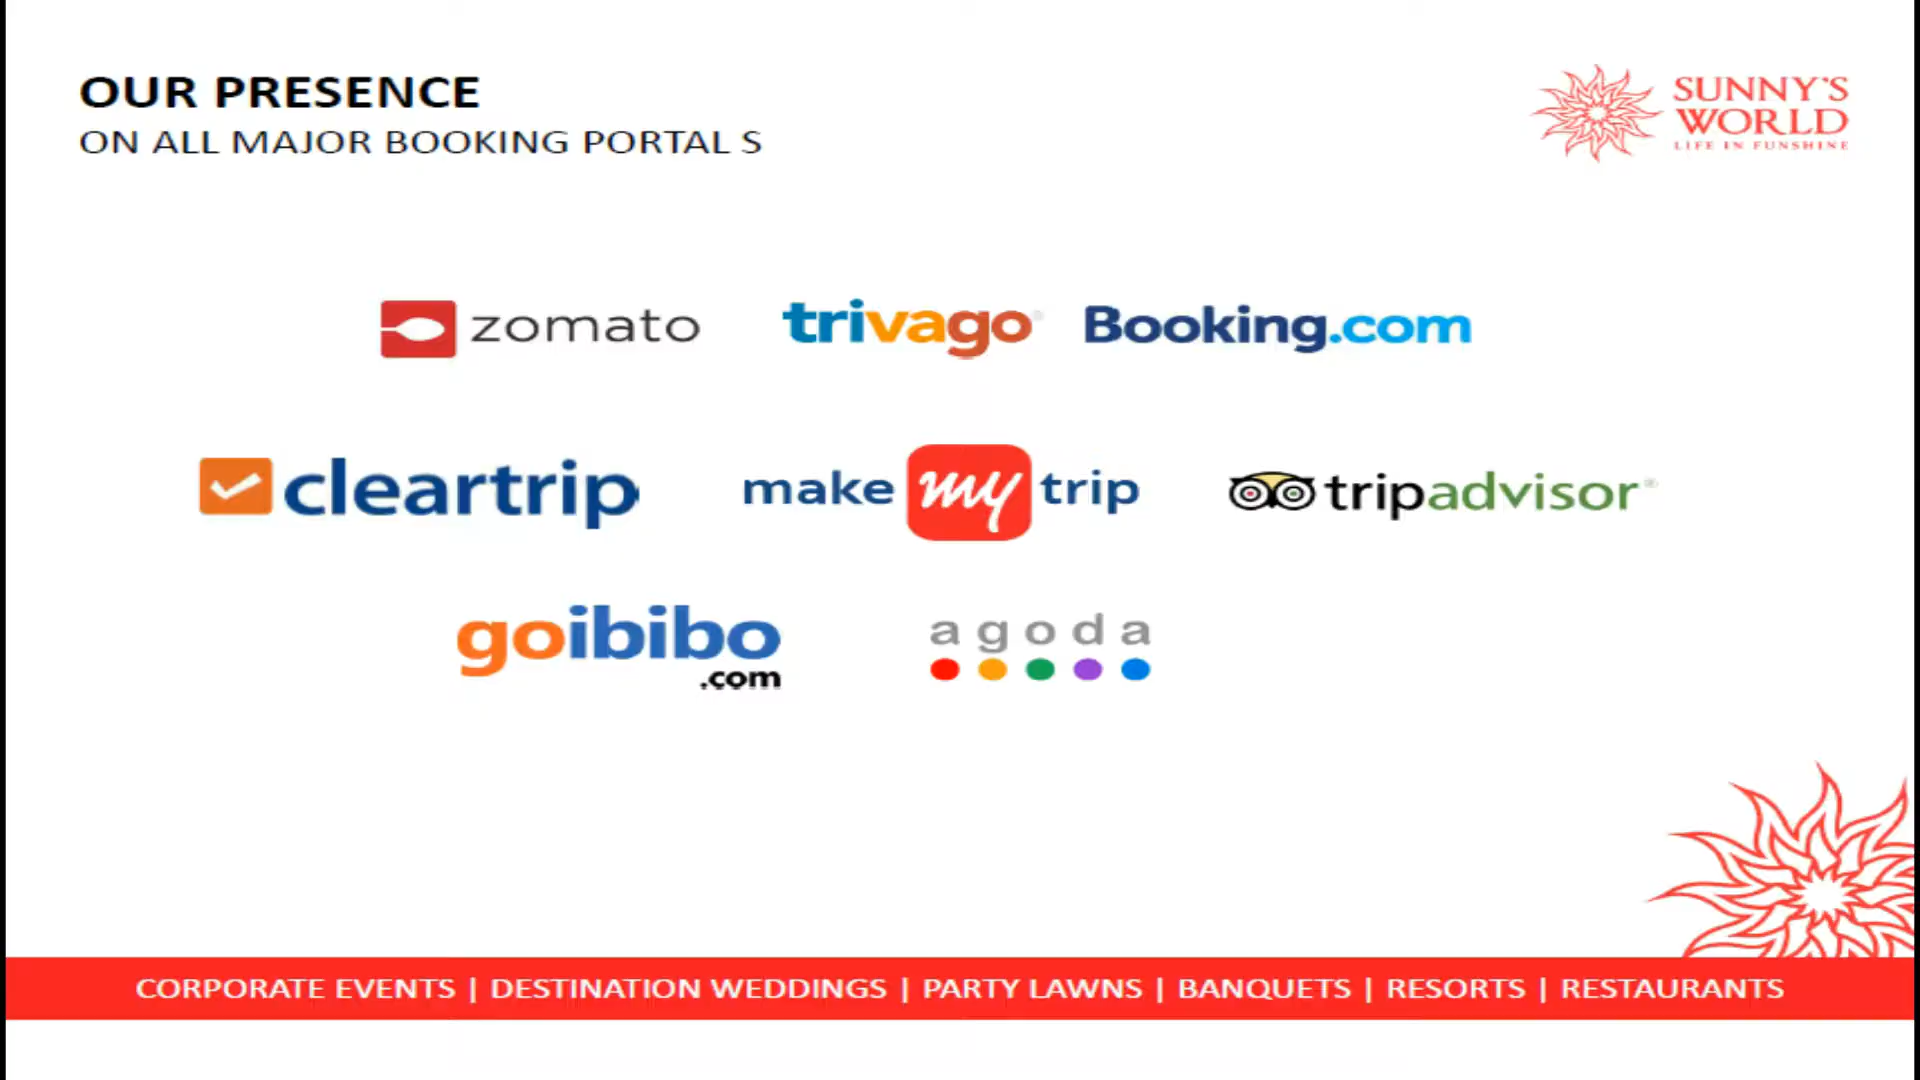 OUR PRESENCE
ON ALL MAJOR BOOKING PORTAL S
SUNNY'S
WORLD
LIFE IN FUNSHINE
zomato
trivago
Booking.com
cleartrip
make my trip
tripadvisor®
goibibo
.com
agoda
CORPORATE EVENTS | DESTINATION WEDDINGS | PARTY LAWNS | BANQUETS | RESORTS | RESTAURANTS